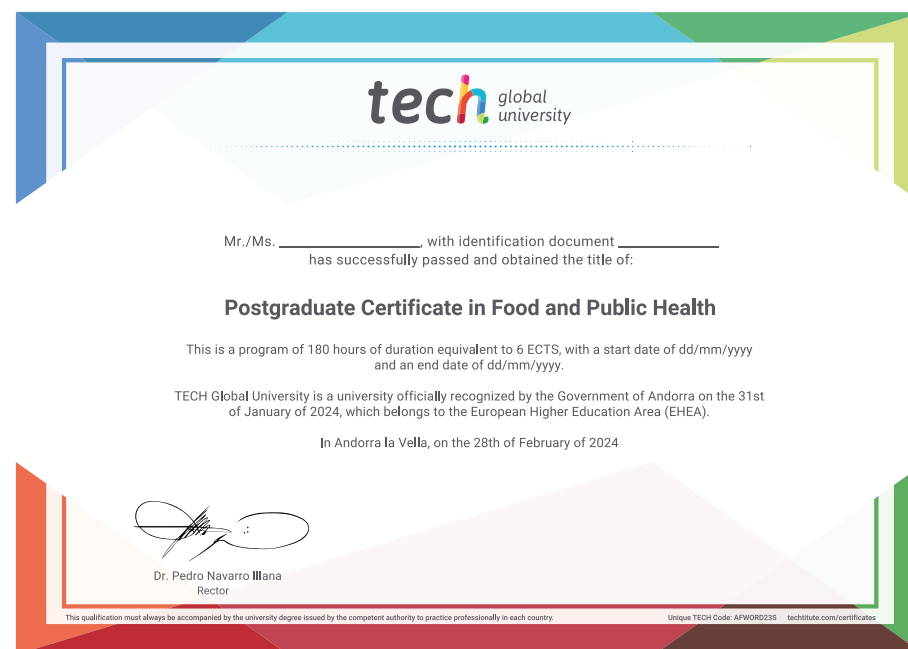 tech global
university
Mr./Ms. ____________________, with identification document ______________
has successfully passed and obtained the title of:
Postgraduate Certificate in Food and Public Health
This is a program of 180 hours of duration equivalent to 6 ECTS, with a start date of dd/mm/yyyy
and an end date of dd/mm/yyyy.
TECH Global University is a university officially recognized by the Government of Andorra on the 31st
of January of 2024, which belongs to the European Higher Education Area (EHEA).
In Andorra la Vella, on the 28th of February of 2024
Dr. Pedro Navarro Illana
Rector
This qualification must always be accompanied by the university degree issued by the competent authority to practice professionally in each country. Unique TECH Code: AFWORD23S techtitute.com/certificates